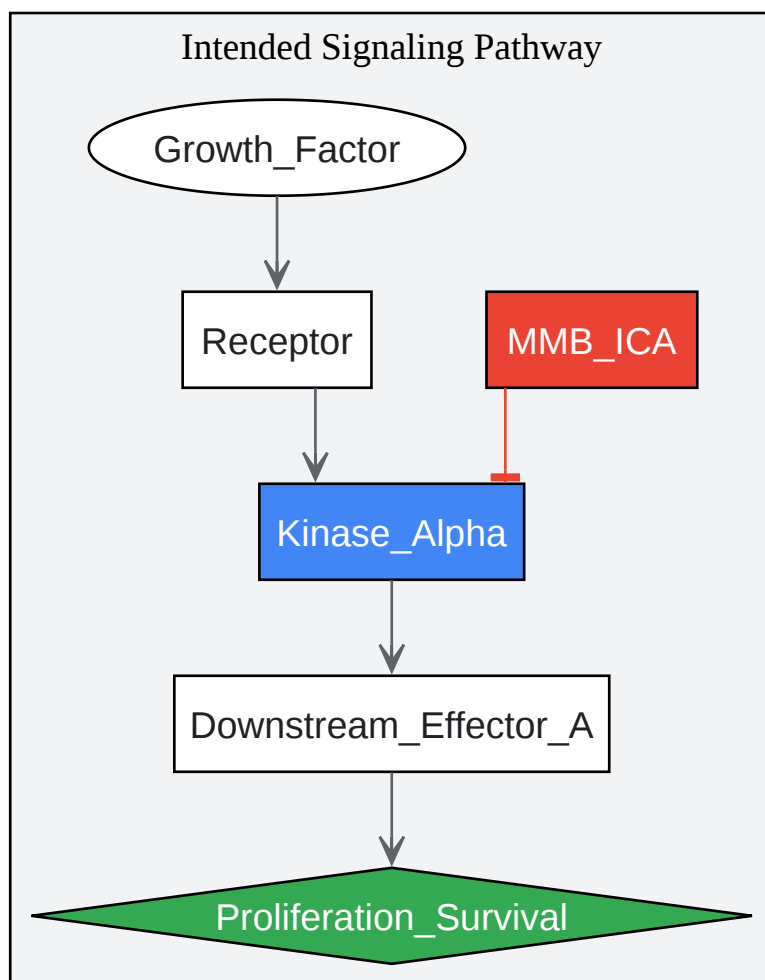 Intended Signaling Pathway
Growth_Factor
Receptor
MMB_ICA
Kinase_Alpha
Downstream_Effector_A
Proliferation_Survival